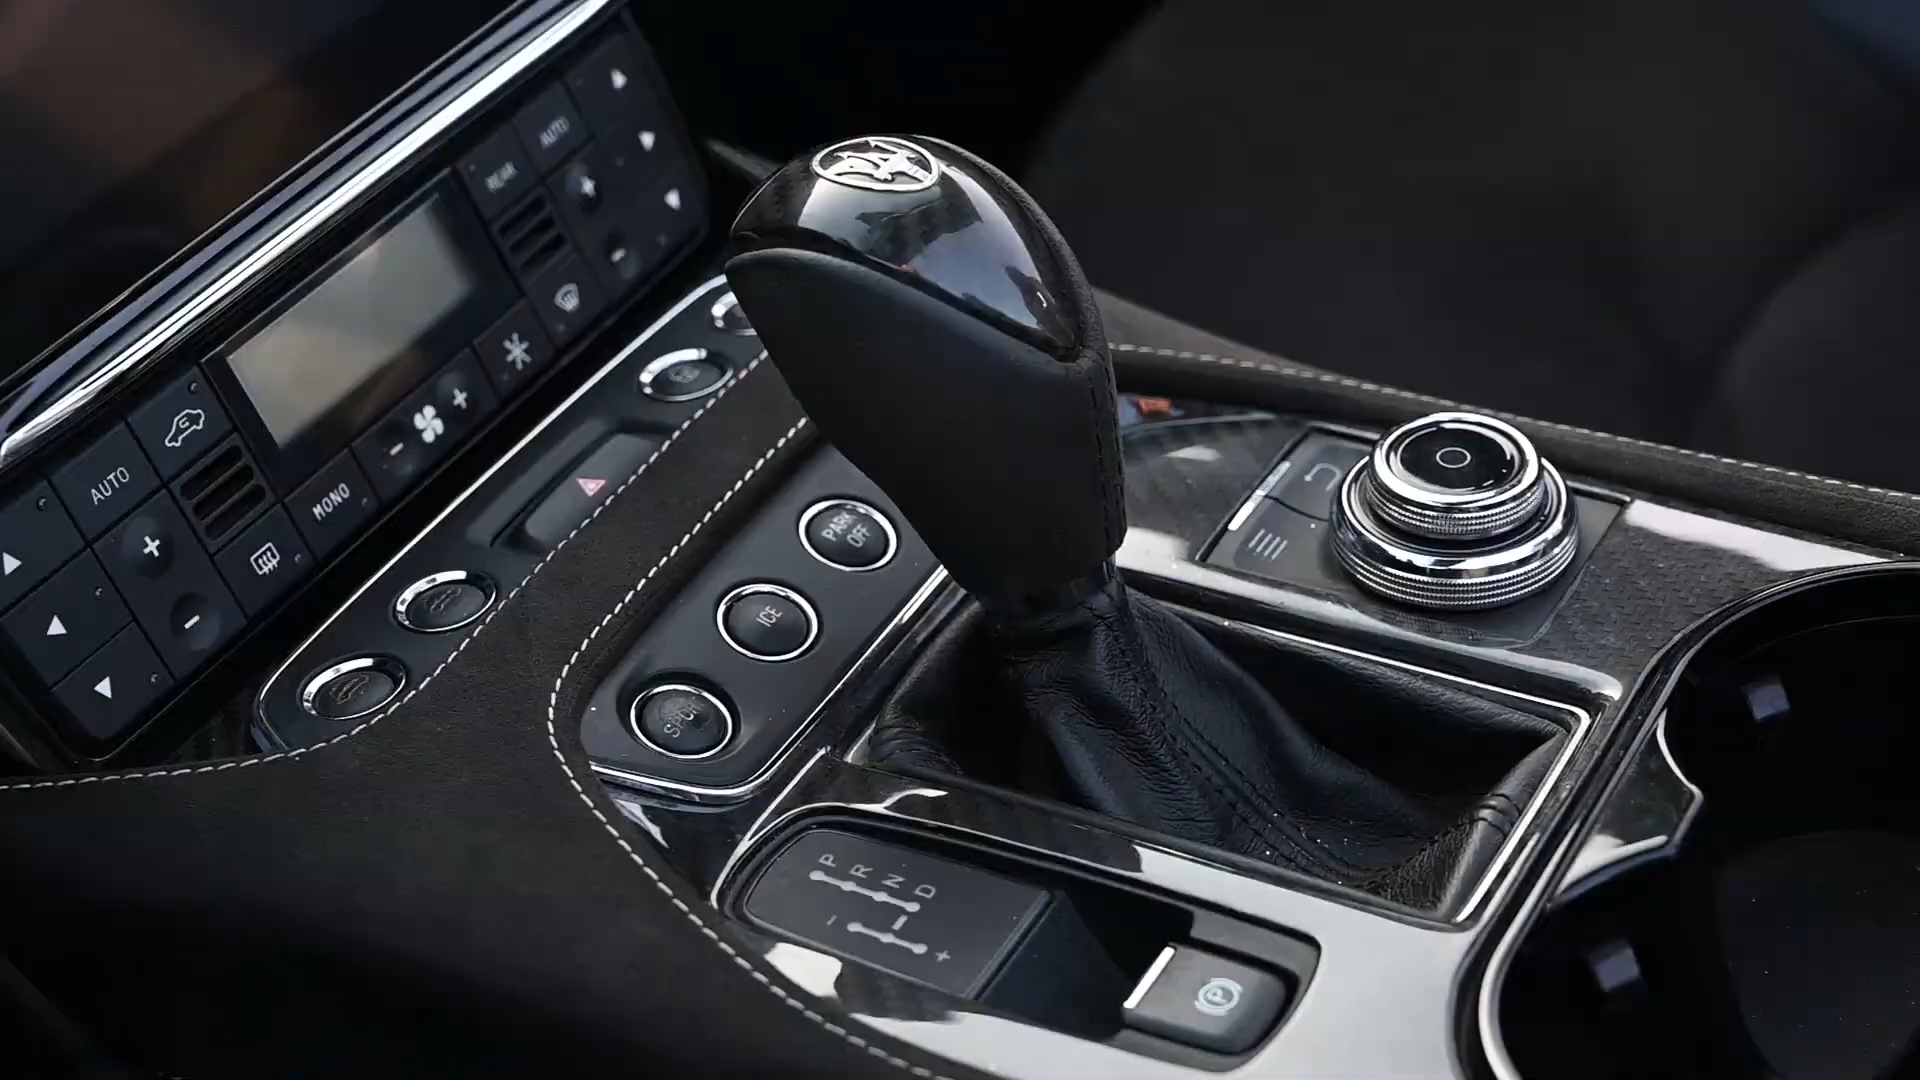 AUTO
REAR
AUTO
MONO
PARK
OFF
ICE
SPORT
P R N D
- +
P